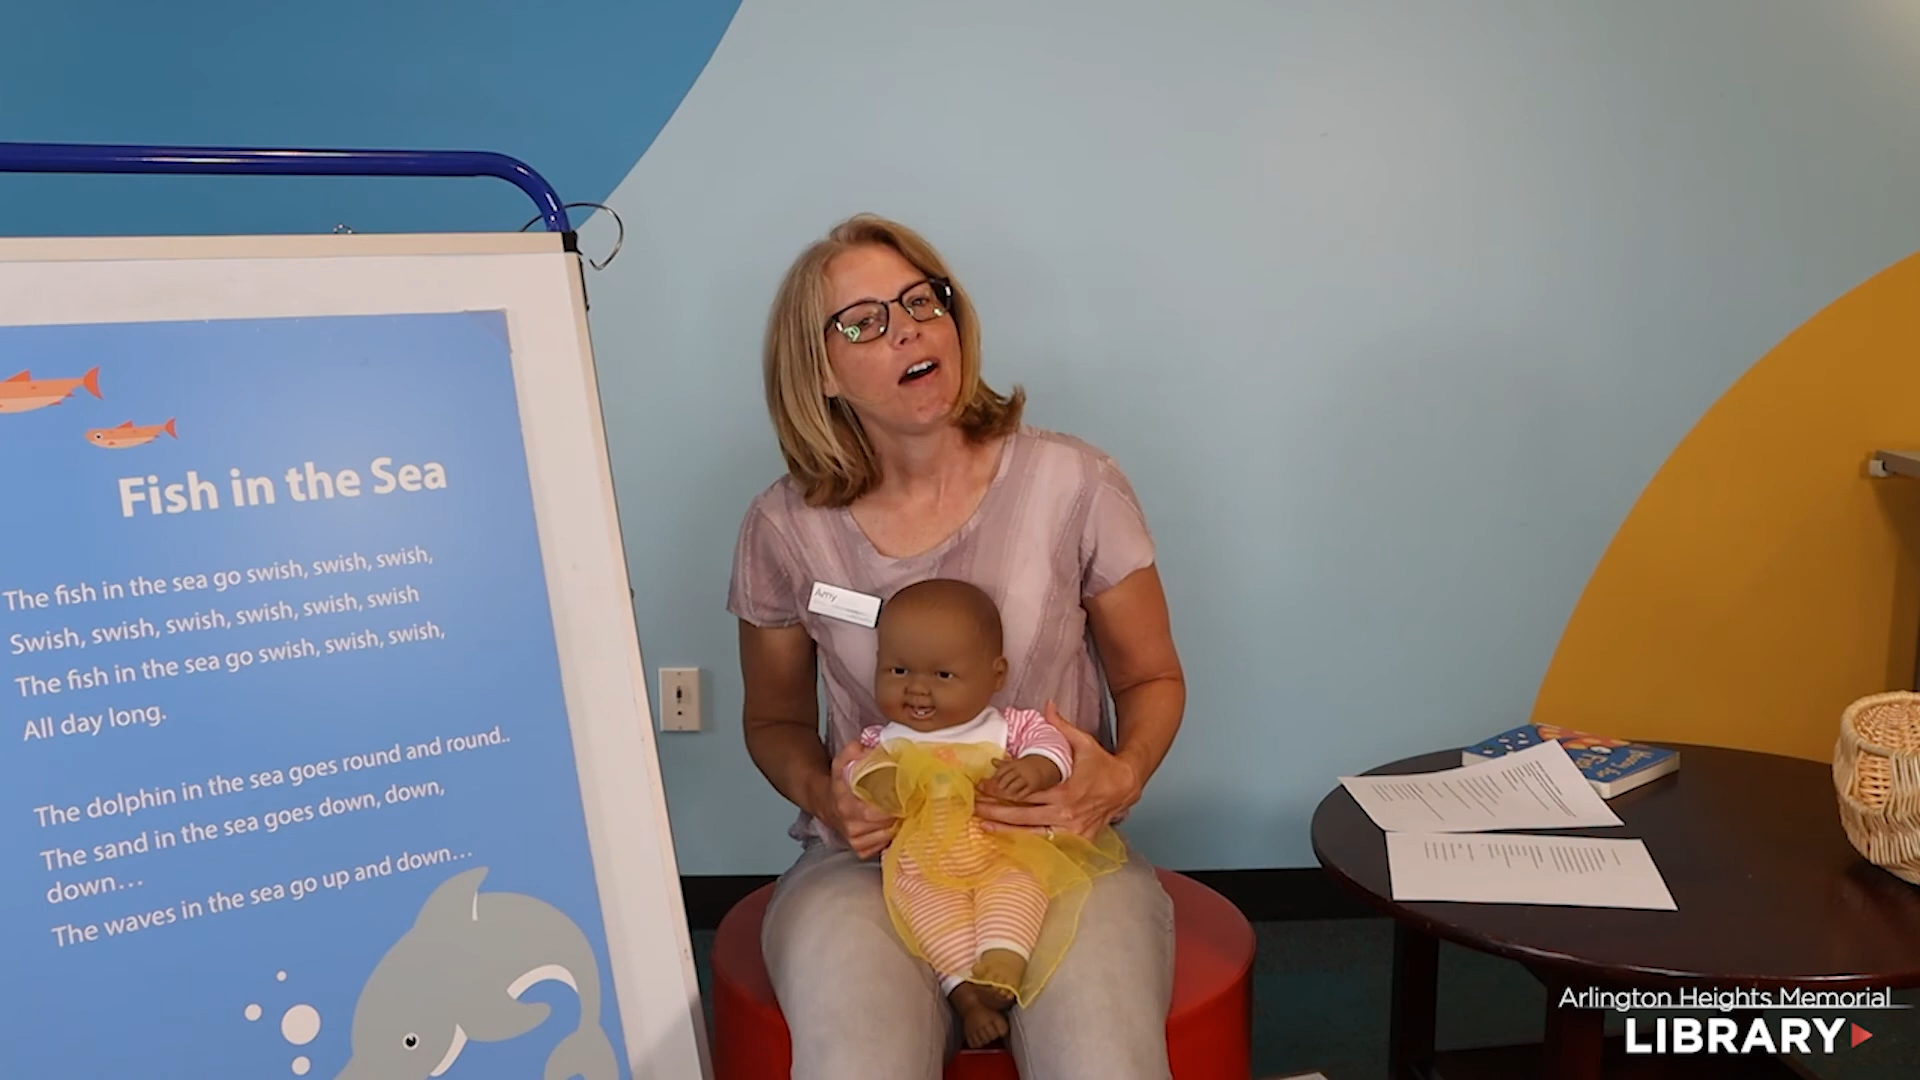 Fish in the Sea
The fish in the sea go swish, swish, swish,
Swish, swish, swish, swish, swish, swish
The fish in the sea go swish, swish, swish,
All day long.
The dolphin in the sea goes round and round..
The sand in the sea goes down, down,
down...
The waves in the sea go up and down...
Amy
Arlington Heights Memorial
LIBRARY